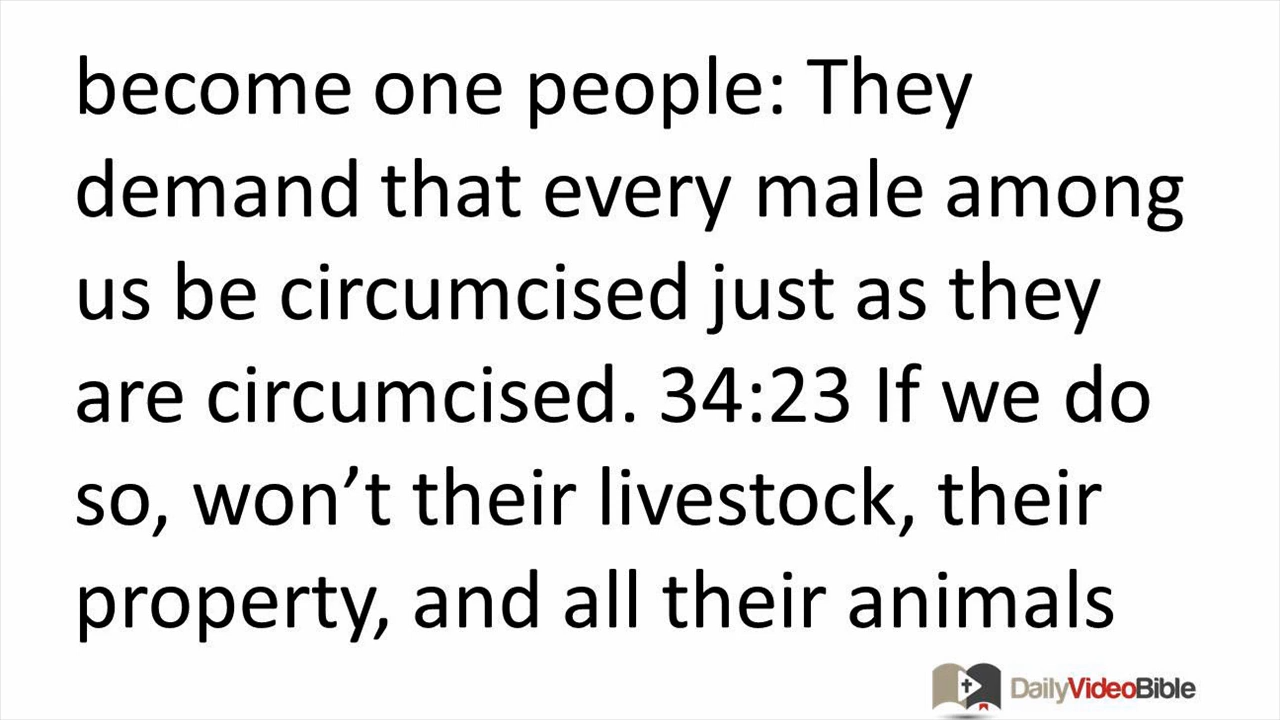 become one people: They
demand that every male among
us be circumcised just as they
are circumcised. 34:23 If we do
so, won’t their livestock, their
property, and all their animals
DailyVideoBible